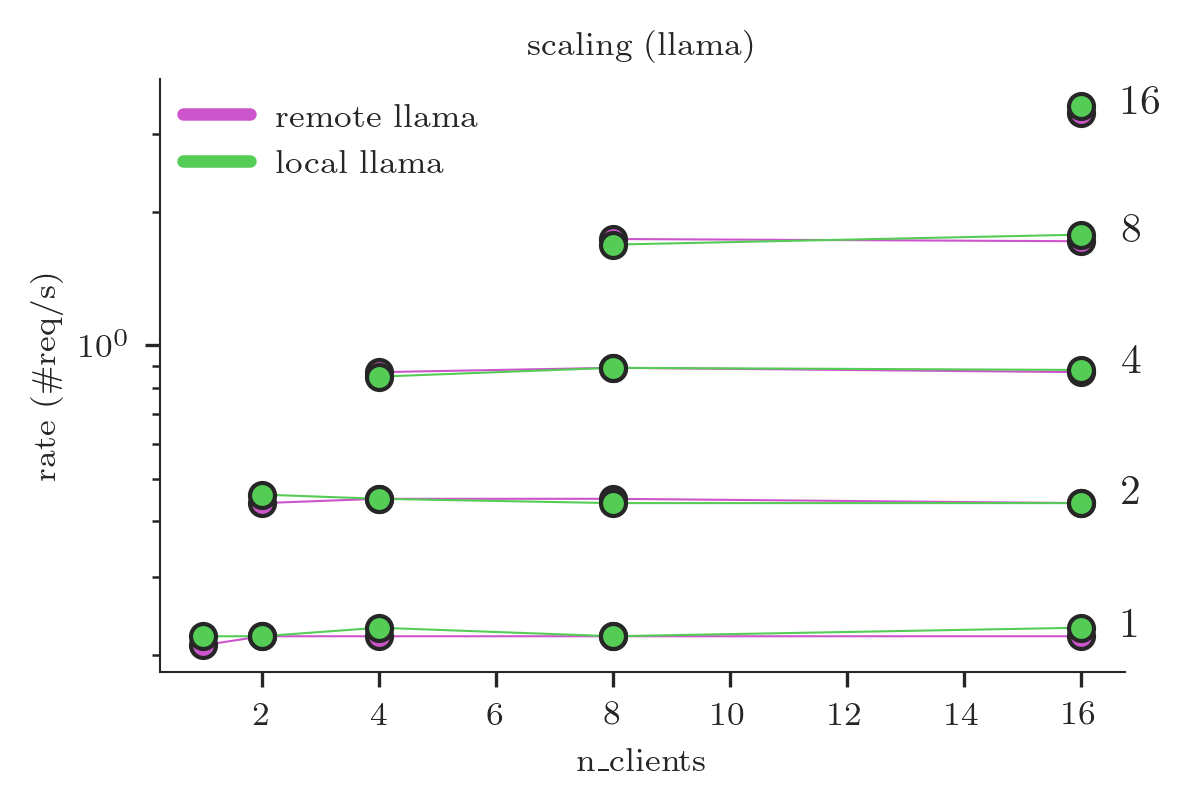 scaling (llama)
remote llama
local llama
16
8
4
2
1
10⁰
rate (#req/s)
2 4 6 8 10 12 14 16
n_clients